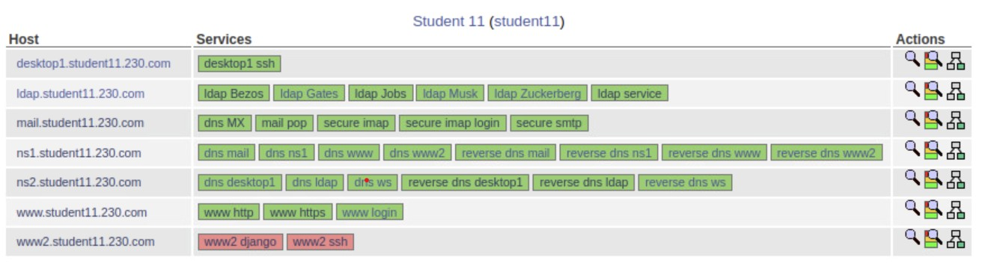 Student 11 (student11)
Host Services Actions
desktop1.student11.230.com desktop1 ssh
ldap.student11.230.com ldap Bezos ldap Gates ldap Jobs ldap Musk ldap Zuckerberg ldap service
mail.student11.230.com dns MX mail pop secure imap secure imap login secure smtp
ns1.student11.230.com dns mail dns ns1 dns www dns www2 reverse dns mail reverse dns ns1 reverse dns www reverse dns www2
ns2.student11.230.com dns desktop1 dns ldap dns ws reverse dns desktop1 reverse dns ldap reverse dns ws
www.student11.230.com www http www https www login
www2.student11.230.com www2 django www2 ssh